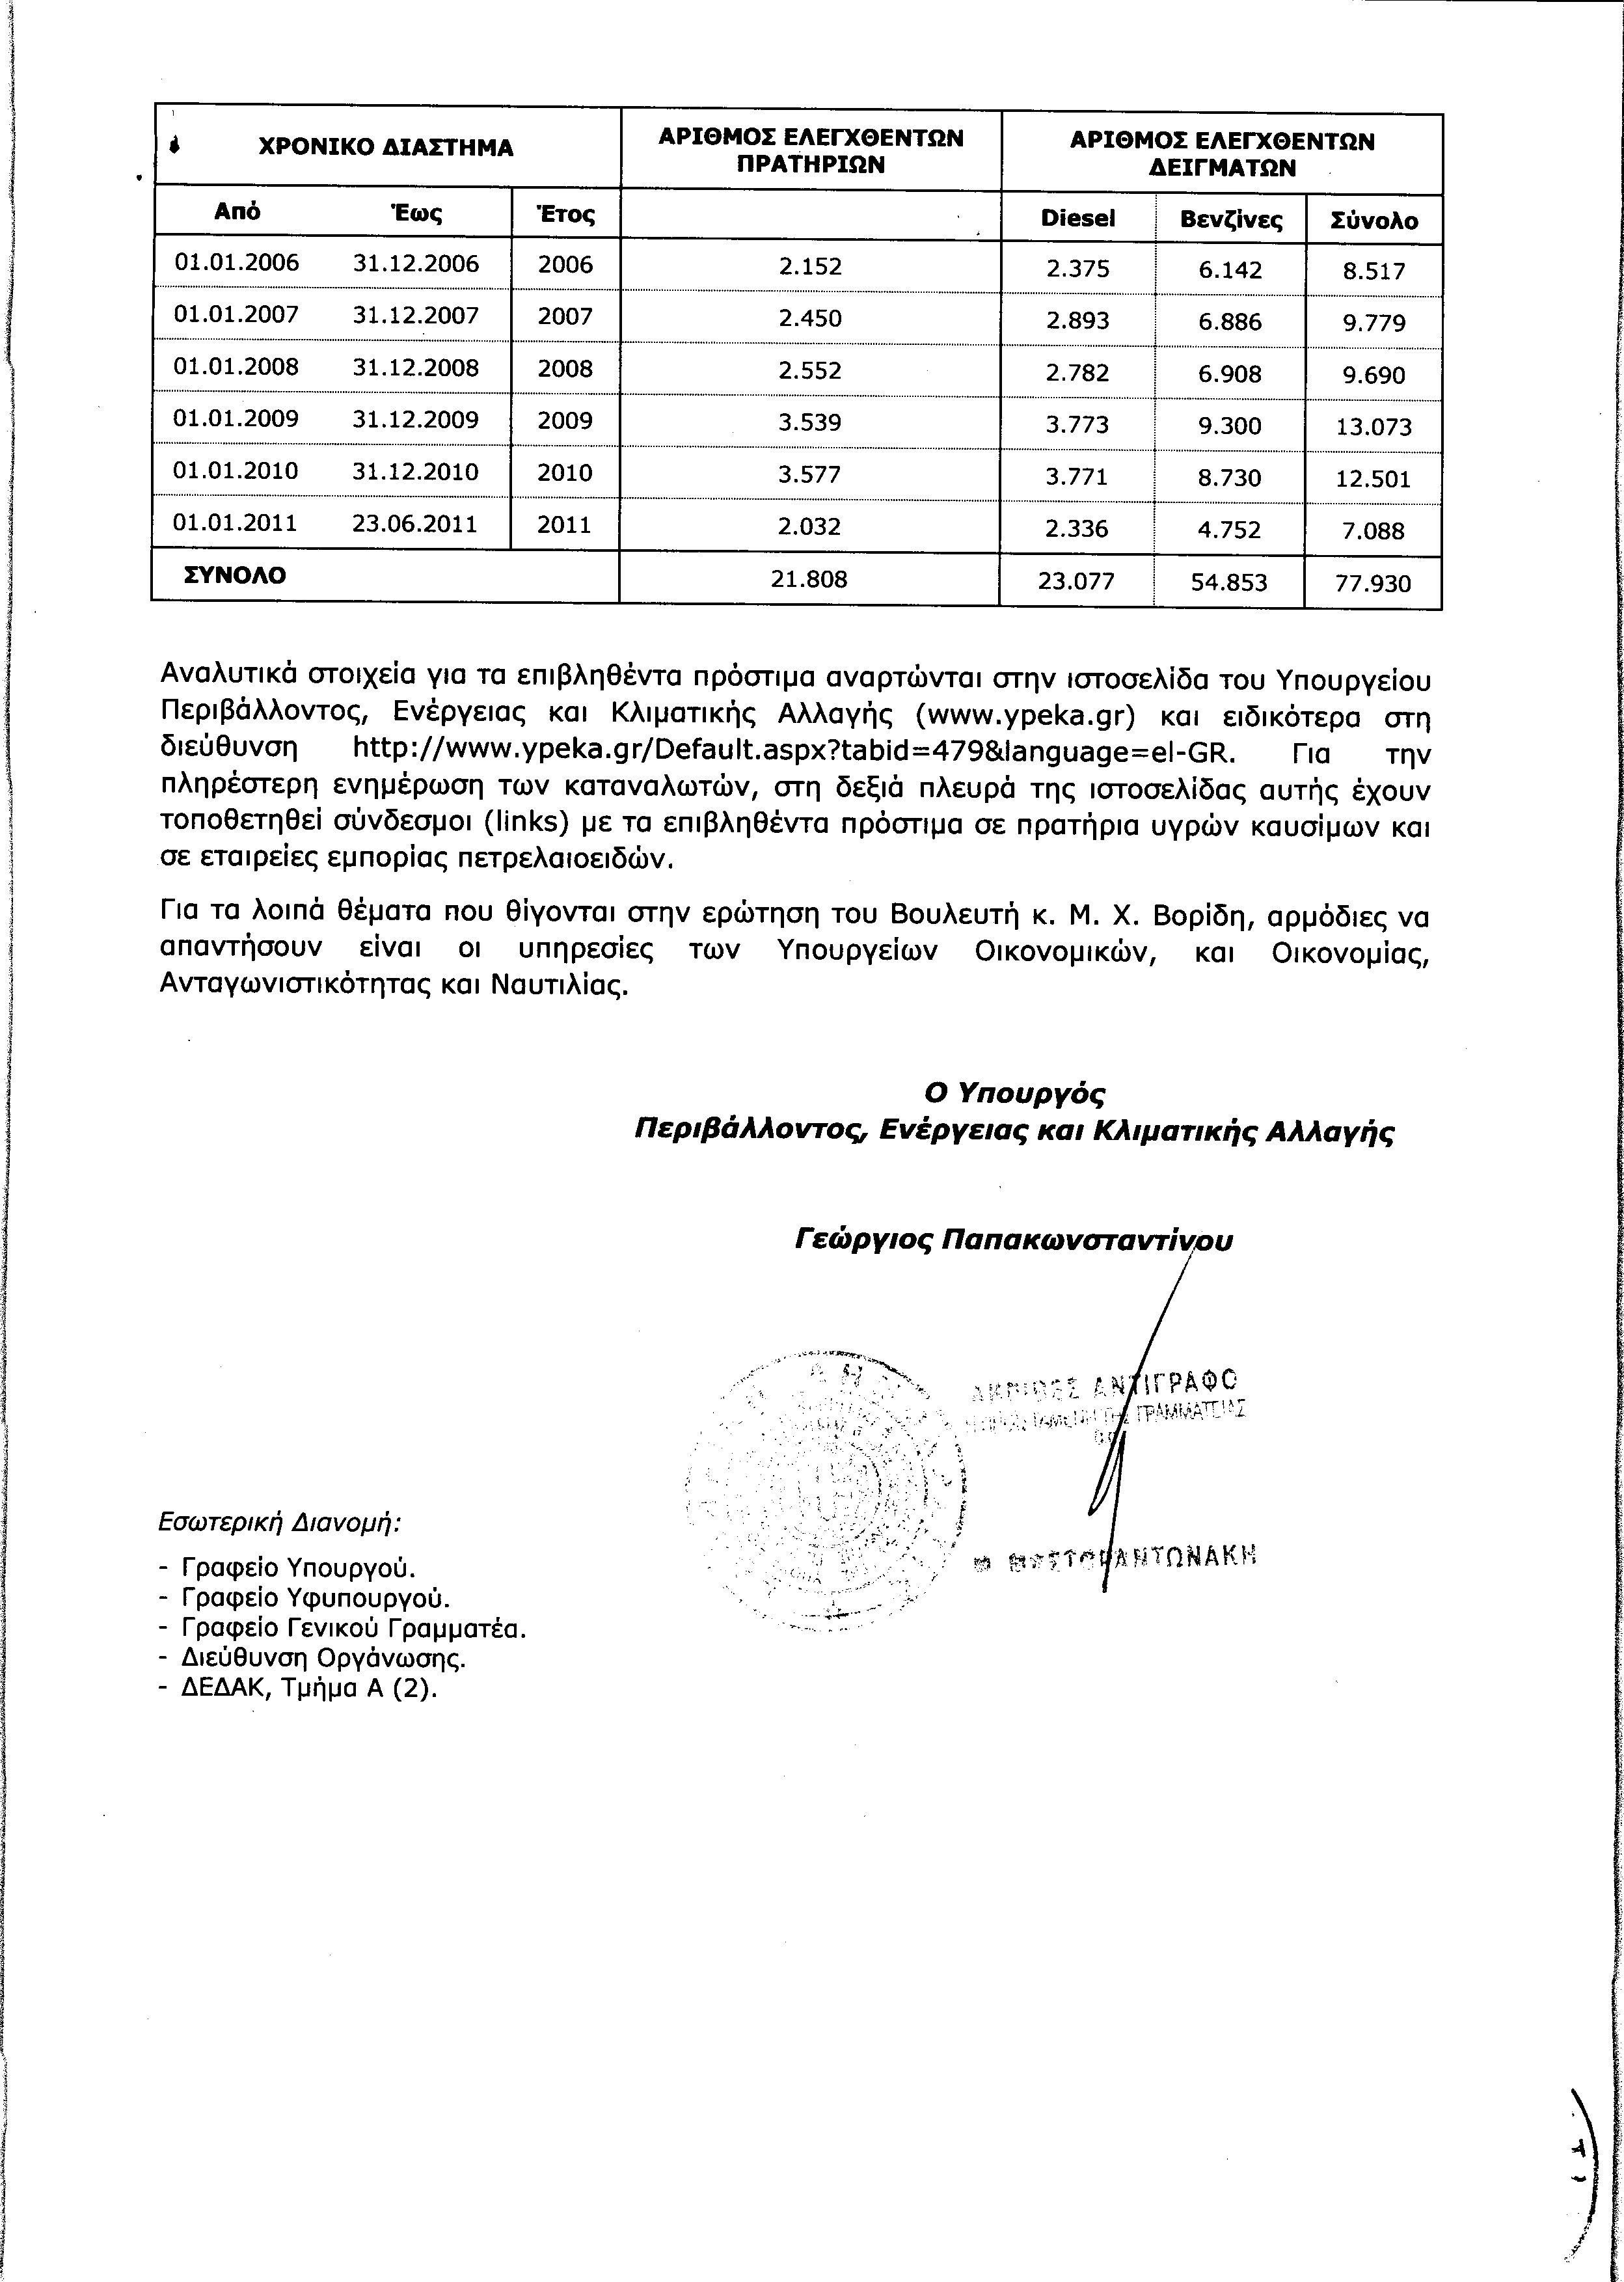 ΧΡΟΝΙΚΟ ΔΙΑΣΤΗΜΑ ΑΡΙΘΜΟΣ ΕΛΕΓΧΘΕΝΤΩΝ ΠΡΑΤΗΡΙΩΝ ΑΡΙΘΜΟΣ ΕΛΕΓΧΘΕΝΤΩΝ ΔΕΙΓΜΑΤΩΝ
Από Έως Έτος Diesel Βενζίνες Σύνολο
01.01.2006 31.12.2006 2006 2.152 2.375 6.142 8.517
01.01.2007 31.12.2007 2007 2.450 2.893 6.886 9.779
01.01.2008 31.12.2008 2008 2.552 2.782 6.908 9.690
01.01.2009 31.12.2009 2009 3.539 3.773 9.300 13.073
01.01.2010 31.12.2010 2010 3.577 3.771 8.730 12.501
01.01.2011 23.06.2011 2011 2.032 2.336 4.752 7.088
ΣΥΝΟΛΟ 21.808 23.077 54.853 77.930
Αναλυτικά στοιχεία για τα επιβληθέντα πρόστιμα αναρτώνται στην ιστοσελίδα του Υπουργείου
Περιβάλλοντος, Ενέργειας και Κλιματικής Αλλαγής (www.ypeka.gr) και ειδικότερα στη
διεύθυνση http://www.ypeka.gr/Default.aspx?tabid=479&language=el-GR. Για την
πληρέστερη ενημέρωση των καταναλωτών, στη δεξιά πλευρά της ιστοσελίδας αυτής έχουν
τοποθετηθεί σύνδεσμοι (links) με τα επιβληθέντα πρόστιμα σε πρατήρια υγρών καυσίμων και
σε εταιρείες εμπορίας πετρελαιοειδών.
Για τα λοιπά θέματα που θίγονται στην ερώτηση του Βουλευτή κ. Μ. Χ. Βορίδη, αρμόδιες να
απαντήσουν είναι οι υπηρεσίες των Υπουργείων Οικονομικών, και Οικονομίας,
Ανταγωνιστικότητας και Ναυτιλίας.
Ο Υπουργός
Περιβάλλοντος, Ενέργειας και Κλιματικής Αλλαγής
Γεώργιος Παπακωνσταντίνου
ΑΚΡΙΒΕΣ ΑΝΤΙΓΡΑΦΟ
ΓΡΑΜΜΑΤΕΙΑΣ
Εσωτερική Διανομή:
- Γραφείο Υπουργού.
- Γραφείο Υφυπουργού.
- Γραφείο Γενικού Γραμματέα.
- Διεύθυνση Οργάνωσης.
- ΔΕΔΑΚ, Τμήμα Α (2).